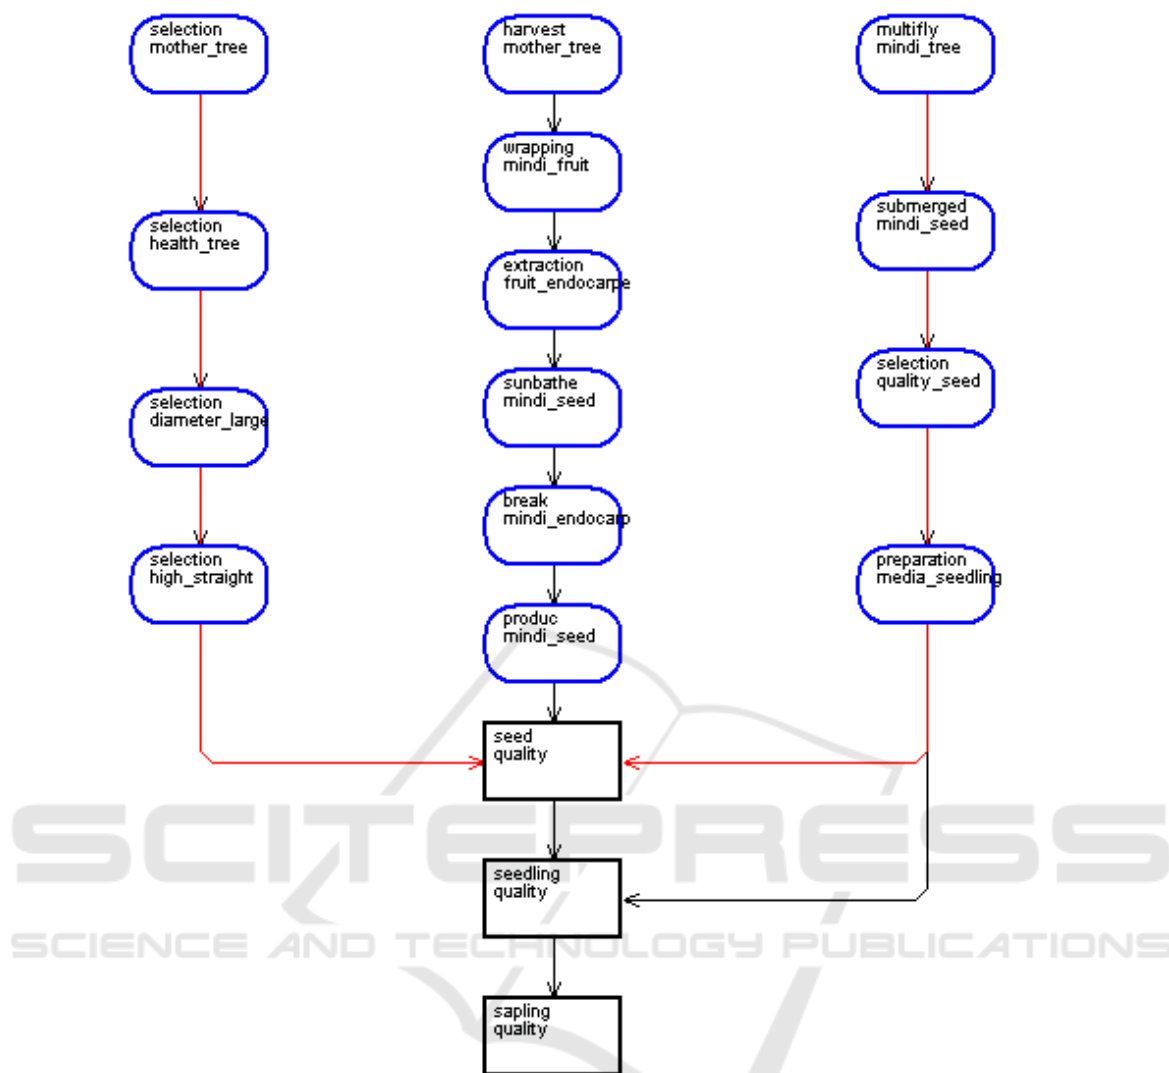 selection
mother_tree
harvest
mother_tree
multifly
mindi_tree
wrapping
mindi_fruit
selection
health_tree
submerged
mindi_seed
extraction
fruit_endocarpe
selection
diameter_large
sunbathe
mindi_seed
selection
quality_seed
break
mindi_endocarp
selection
high_straight
preparation
media_seedling
produc
mindi_seed
seed
quality
SCITEPRESS
seedling
quality
SCIENCE AND TECHNOLOGY PUBLICATIONS
sapling
quality